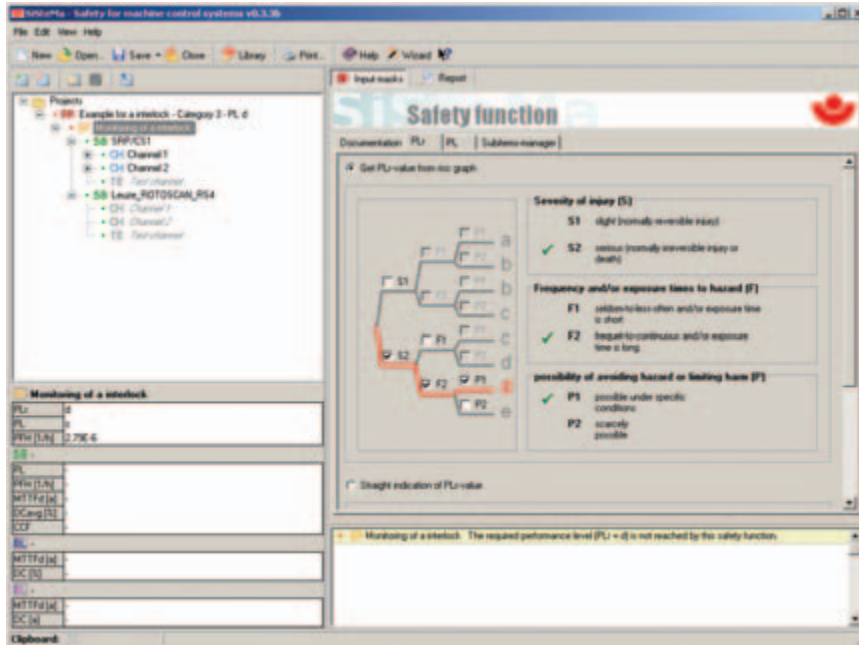 SiSteMa - Safety for machine control systems v0.3.3b
File Edit View Help
New Open... Save Close Library Print... Help Wizard
Input masks Report
Projects
Example for a interlock - Category 3 - PL d
Monitoring of a interlock
SB SRP/CS1
CH Channel 1
CH Channel 2
TE Test channel
SB Leuze_ROTOSCAN_RS4
CH Channel 1
CH Channel 2
TE Test channel
SiSteMa
Safety function
Documentation PLr PL Subitems-manager
Get PLr-value from risc graph
S1
F1 P1 a
P2 b
F2 P1 b
P2 c
S2
F1 P1 c
P2 d
F2 P1 d
P2 e
Severity of injury (S)
S1 slight (normally reversible injury)
S2 serious (normally irreversible injury or
death)
Frequency and/or exposure times to hazard (F)
F1 seldom to less often and/or exposure time
is short
F2 frequent to continuous and/or exposure
time is long
possibility of avoiding hazard or limiting harm (P)
P1 possible under specific
conditions
P2 scarcely
possible
Straight indication of PLr-value
Monitoring of a interlock
PLr d
PL c
PFH [1/h] 2.79E-6
SB -
PL -
PFH [1/h] -
MTTFd [a] -
DCavg [%] -
CCF -
BL -
MTTFd [a] -
DC [%] -
EL -
MTTFd [a] -
DC [a] -
Monitoring of a interlock The required performance level (PLr = d) is not reached by this safety function.
Clipboard: